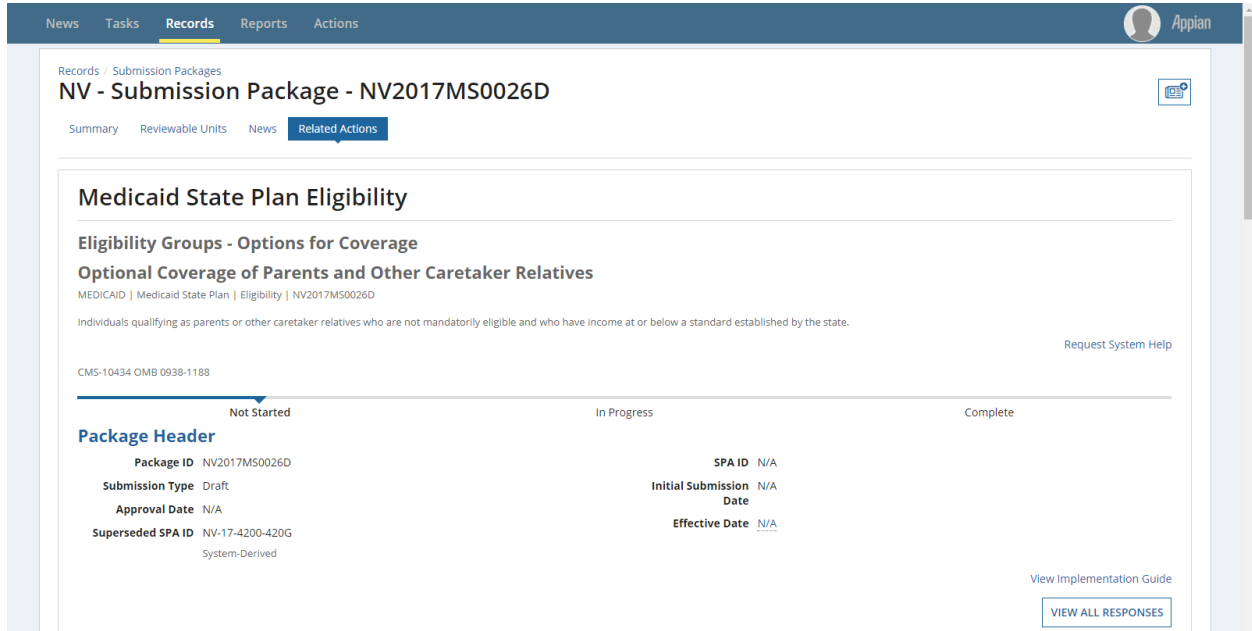 News Tasks Records Reports Actions Appian
Records / Submission Packages
NV - Submission Package - NV2017MS0026D
Summary Reviewable Units News Related Actions
Medicaid State Plan Eligibility
Eligibility Groups - Options for Coverage
Optional Coverage of Parents and Other Caretaker Relatives
MEDICAID | Medicaid State Plan | Eligibility | NV2017MS0026D
Individuals qualifying as parents or other caretaker relatives who are not mandatorily eligible and who have income at or below a standard established by the state.
Request System Help
CMS-10434 OMB 0938-1188
Not Started In Progress Complete
Package Header
Package ID NV2017MS0026D
Submission Type Draft
Approval Date N/A
Superseded SPA ID NV-17-4200-420G
System-Derived
SPA ID N/A
Initial Submission N/A
Date
Effective Date N/A
View Implementation Guide
VIEW ALL RESPONSES